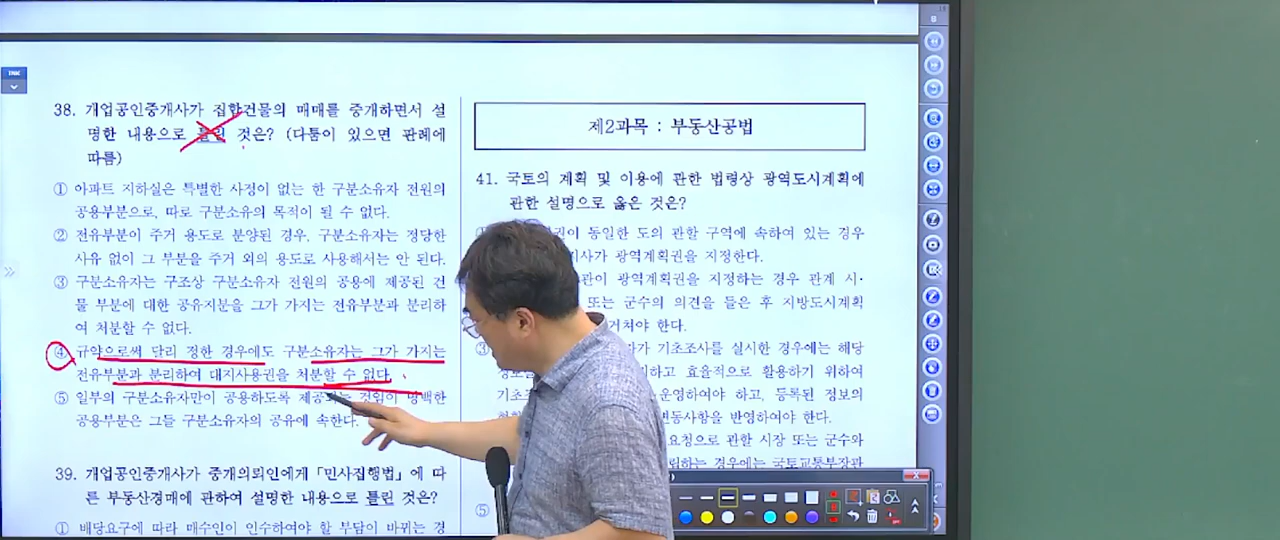 38. 개업공인중개사가 집합건물의 매매를 중개하면서 설
명한 내용으로 틀린 것은? (다툼이 있으면 판례에
따름)
① 아파트 지하실은 특별한 사정이 없는 한 구분소유자 전원의
공용부분으로, 따로 구분소유의 목적이 될 수 없다.
② 전유부분이 주거 용도로 분양된 경우, 구분소유자는 정당한
사유 없이 그 부분을 주거 외의 용도로 사용해서는 안 된다.
③ 구분소유자는 구조상 구분소유자 전원의 공용에 제공된 건
물 부분에 대한 공유지분을 그가 가지는 전유부분과 분리하
여 처분할 수 없다.
④ 규약으로써 달리 정한 경우에도 구분소유자는 그가 가지는
전유부분과 분리하여 대지사용권을 처분할 수 없다.
⑤ 일부의 구분소유자만이 공용하도록 제공되는 것임이 명백한
공용부분은 그들 구분소유자의 공유에 속한다.
39. 개업공인중개사가 중개의뢰인에게 「민사집행법」에 따
른 부동산경매에 관하여 설명한 내용으로 틀린 것은?
① 배당요구에 따라 매수인이 인수하여야 할 부담이 바뀌는 경
제2과목 : 부동산공법
41. 국토의 계획 및 이용에 관한 법령상 광역도시계획에
관한 설명으로 옳은 것은?
동일한 도의 관할 구역에 속하여 있는 경우
광역계획권을 지정한다.
광역계획권을 지정하는 경우 관계 시·
또는 군수의 의견을 들은 후 지방도시계획
거쳐야 한다.
③ 기초조사를 실시한 경우에는 해당
효율적으로 활용하기 위하여
운영하여야 하고, 등록된 정보의
변동사항을 반영하여야 한다.
요청으로 관할 시장 또는 군수와
경우에는 국토교통부장관
⑤
INK